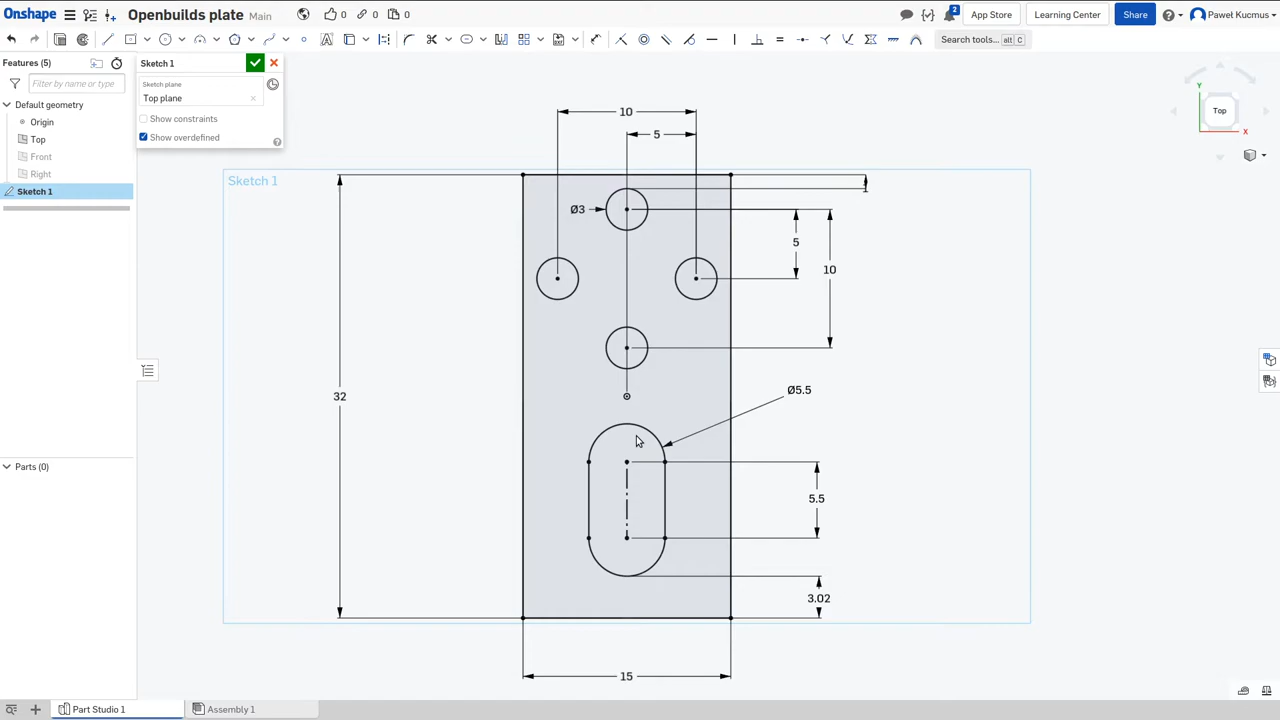 Onshape
Openbuilds plate Main
0
0
0
App Store
Learning Center
Share
2
Paweł Kucmus
Search tools...
alt C
Features (5)
Filter by name or type
Default geometry
Origin
Top
Front
Right
Sketch 1
Parts (0)
Sketch 1
Sketch plane
Top plane
Show constraints
Show overdefined
Sketch 1
10
5
Ø3
5
10
32
Ø5.5
5.5
3.02
15
Y
Top
X
Part Studio 1
Assembly 1